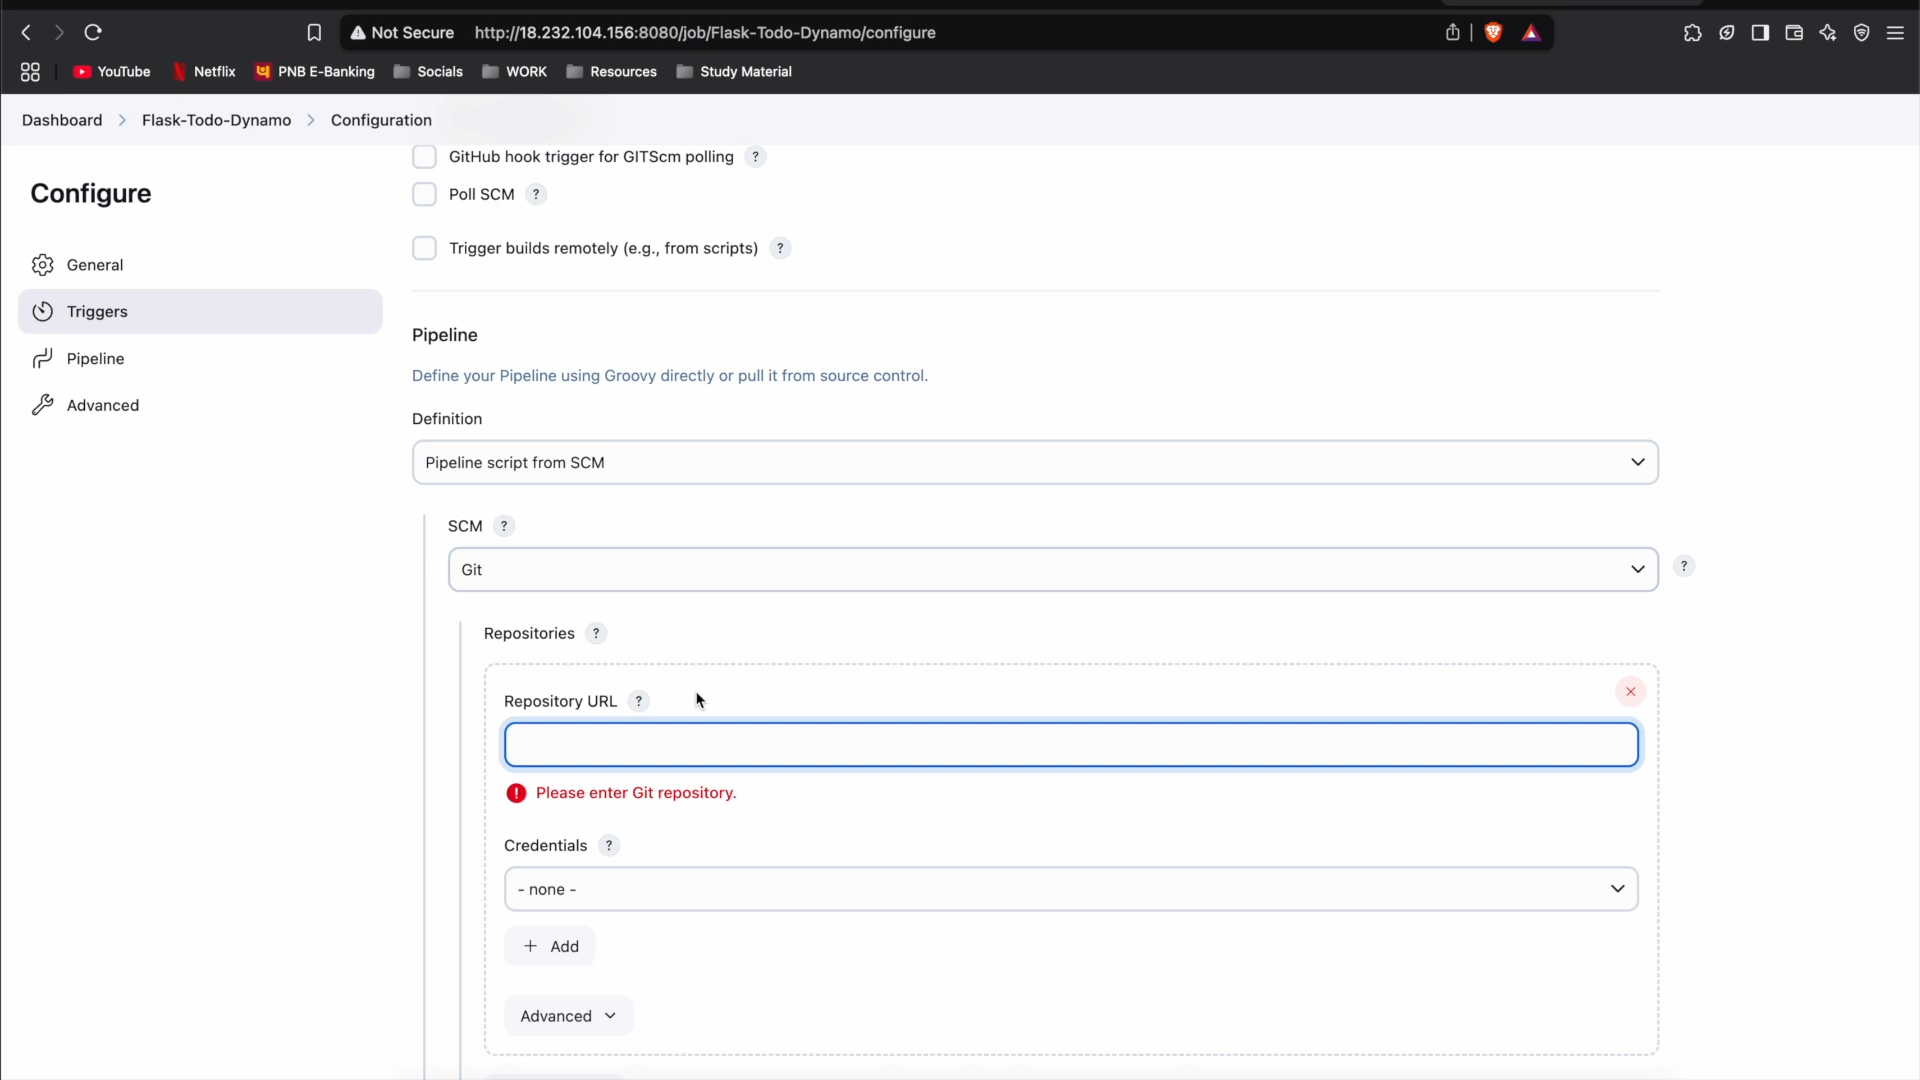 Not Secure http://18.232.104.156:8080/job/Flask-Todo-Dynamo/configure
YouTube Netflix PNB E-Banking Socials WORK Resources Study Material
Dashboard > Flask-Todo-Dynamo > Configuration
Configure
General
Triggers
Pipeline
Advanced
GitHub hook trigger for GITScm polling ?
Poll SCM ?
Trigger builds remotely (e.g., from scripts) ?
Pipeline
Define your Pipeline using Groovy directly or pull it from source control.
Definition
Pipeline script from SCM
SCM ?
Git
?
Repositories ?
Repository URL ?
Please enter Git repository.
Credentials ?
- none -
+ Add
Advanced